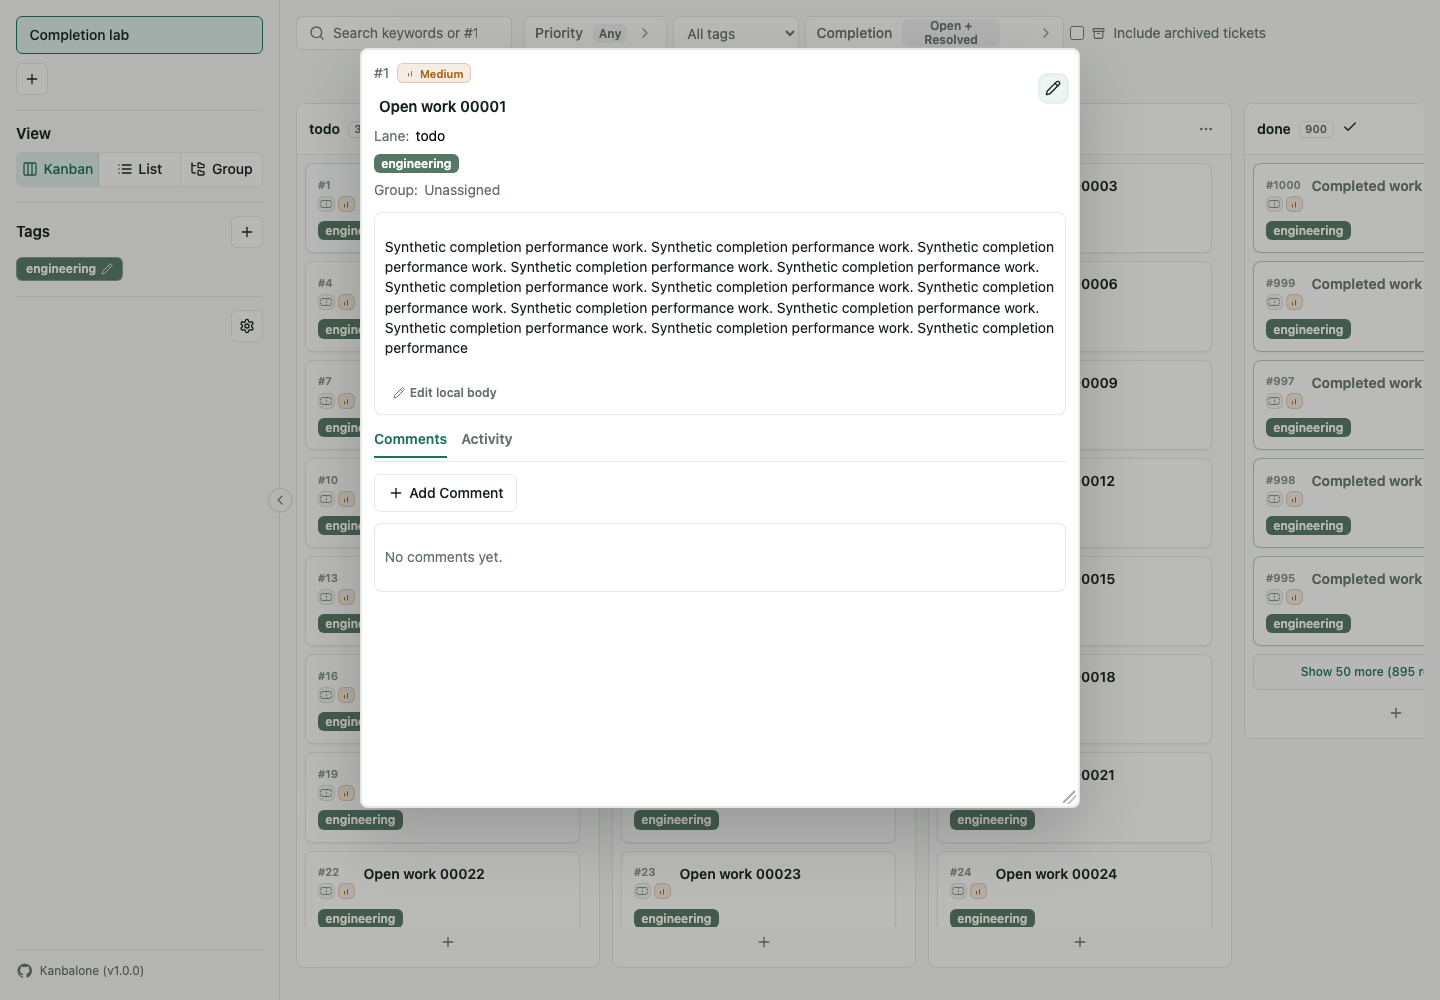 Completion lab
View
Kanban
List
Group
Tags
engineering
Kanbalone (v1.0.0)
Search keywords or #1
Priority Any
All tags
Completion Open +
Resolved
Include archived tickets
#1 Medium
Open work 00001
Lane: todo
engineering
Group: Unassigned
Synthetic completion performance work. Synthetic completion performance work. Synthetic completion
performance work. Synthetic completion performance work. Synthetic completion performance work.
Synthetic completion performance work. Synthetic completion performance work. Synthetic completion
performance work. Synthetic completion performance work. Synthetic completion performance work.
Synthetic completion performance work. Synthetic completion performance work. Synthetic completion
performance
Edit local body
Comments Activity
Add Comment
No comments yet.
todo
#1
#4
#7
#10
#13
#16
#19
engineering
#22 Open work 00022
engineering
engineering
#23 Open work 00023
engineering
0003
0006
0009
0012
0015
0018
0021
engineering
#24 Open work 00024
engineering
done 900
#1000 Completed work
engineering
#999 Completed work
engineering
#997 Completed work
engineering
#998 Completed work
engineering
#995 Completed work
engineering
Show 50 more (895